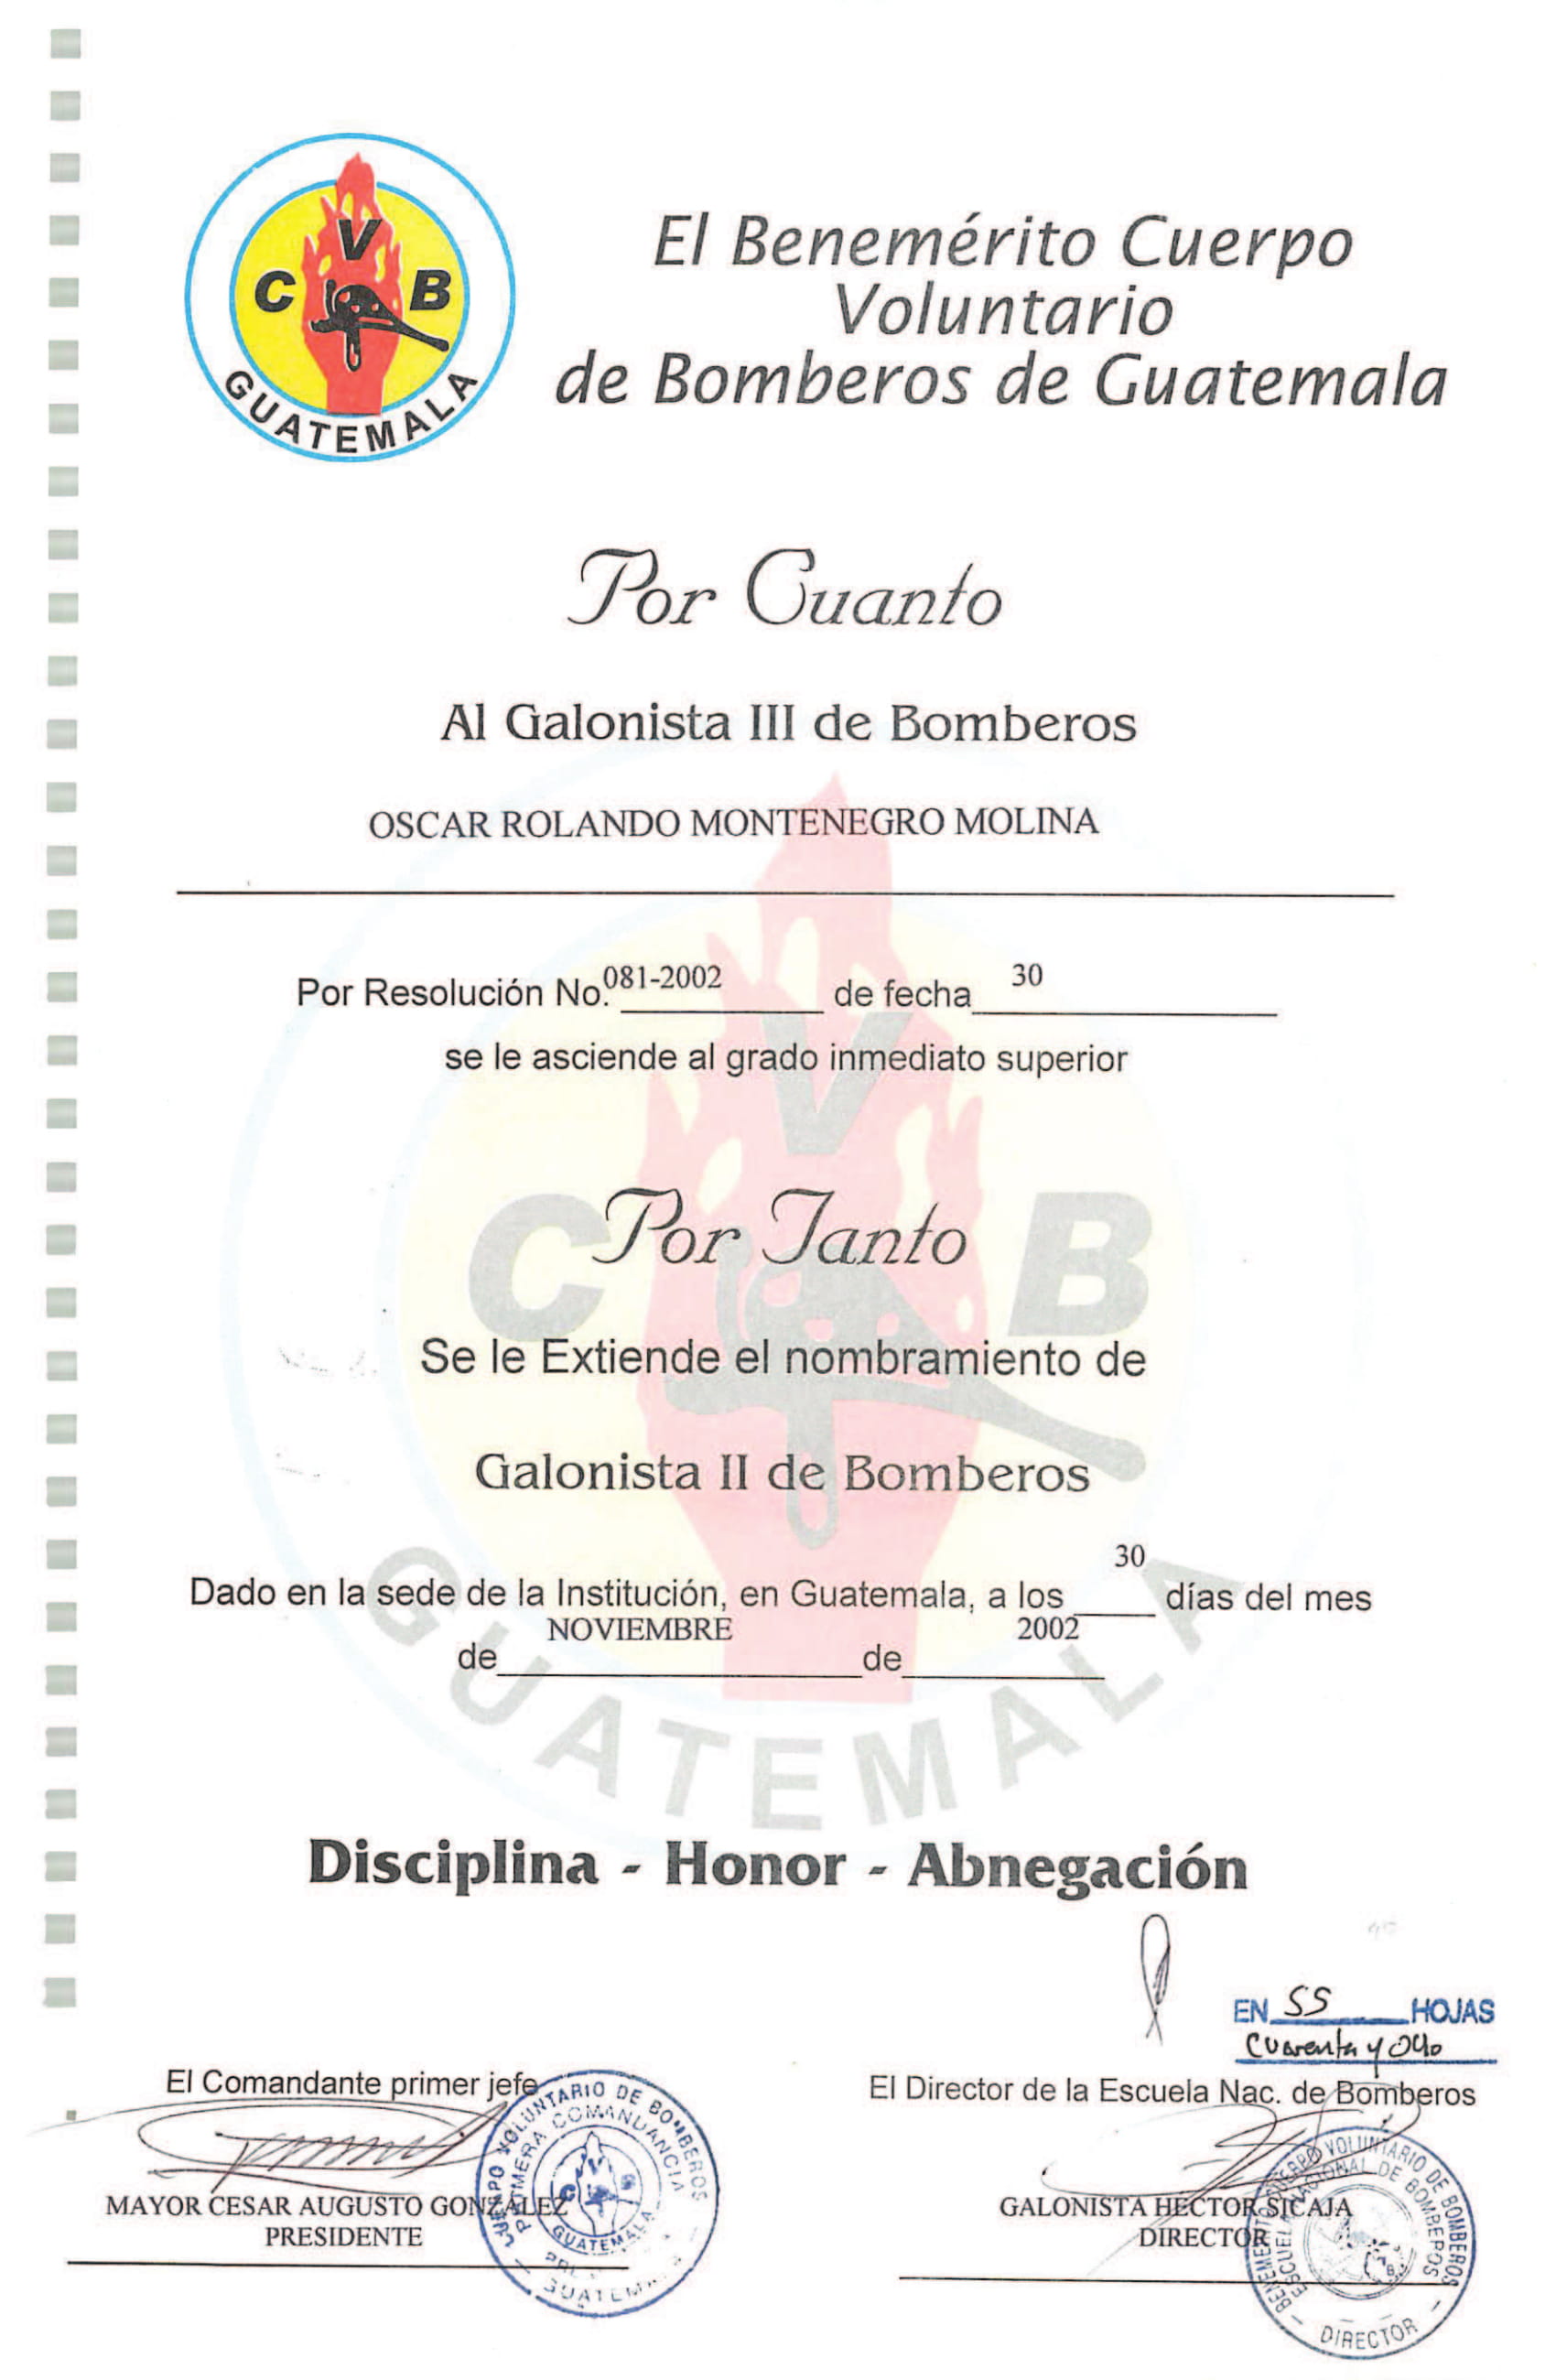 C V B
GUATEMALA
El Benemérito Cuerpo
Voluntario
de Bomberos de Guatemala
Por Cuanto
Al Galonista III de Bomberos
OSCAR ROLANDO MONTENEGRO MOLINA
Por Resolución No. 081-2002 de fecha 30
se le asciende al grado inmediato superior
C V B
Por Tanto
Se le Extiende el nombramiento de
Galonista II de Bomberos
Dado en la sede de la Institución, en Guatemala, a los 30 días del mes
de NOVIEMBRE de 2002
GUATEMALA
Disciplina - Honor - Abnegación
EN 55 HOJAS
Cuarenta y Ocho
El Comandante primer jefe
MAYOR CESAR AUGUSTO GONZALEZ
PRESIDENTE
CUERPO VOLUNTARIO DE BOMBEROS
PRIMERA COMANDANCIA
GUATEMALA
El Director de la Escuela Nac. de Bomberos
GALONISTA HECTOR SICAJA
DIRECTOR
BENEMERITO CUERPO VOLUNTARIO DE BOMBEROS
ESCUELA NACIONAL DE BOMBEROS
DIRECTOR